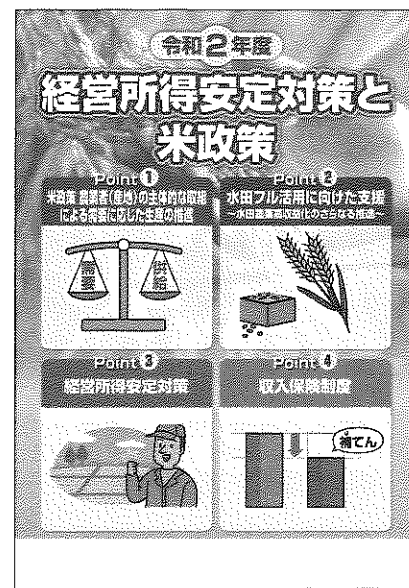 令和2年度
経営所得安定対策と
米政策
Point 1
米政策 農業者(産地)の主体的な取組
による需要に応じた生産の推進
需要
供給
Point 2
水田フル活用に向けた支援
～水田農業高収益化のさらなる推進～
Point 3
経営所得安定対策
Point 4
収入保険制度
補てん